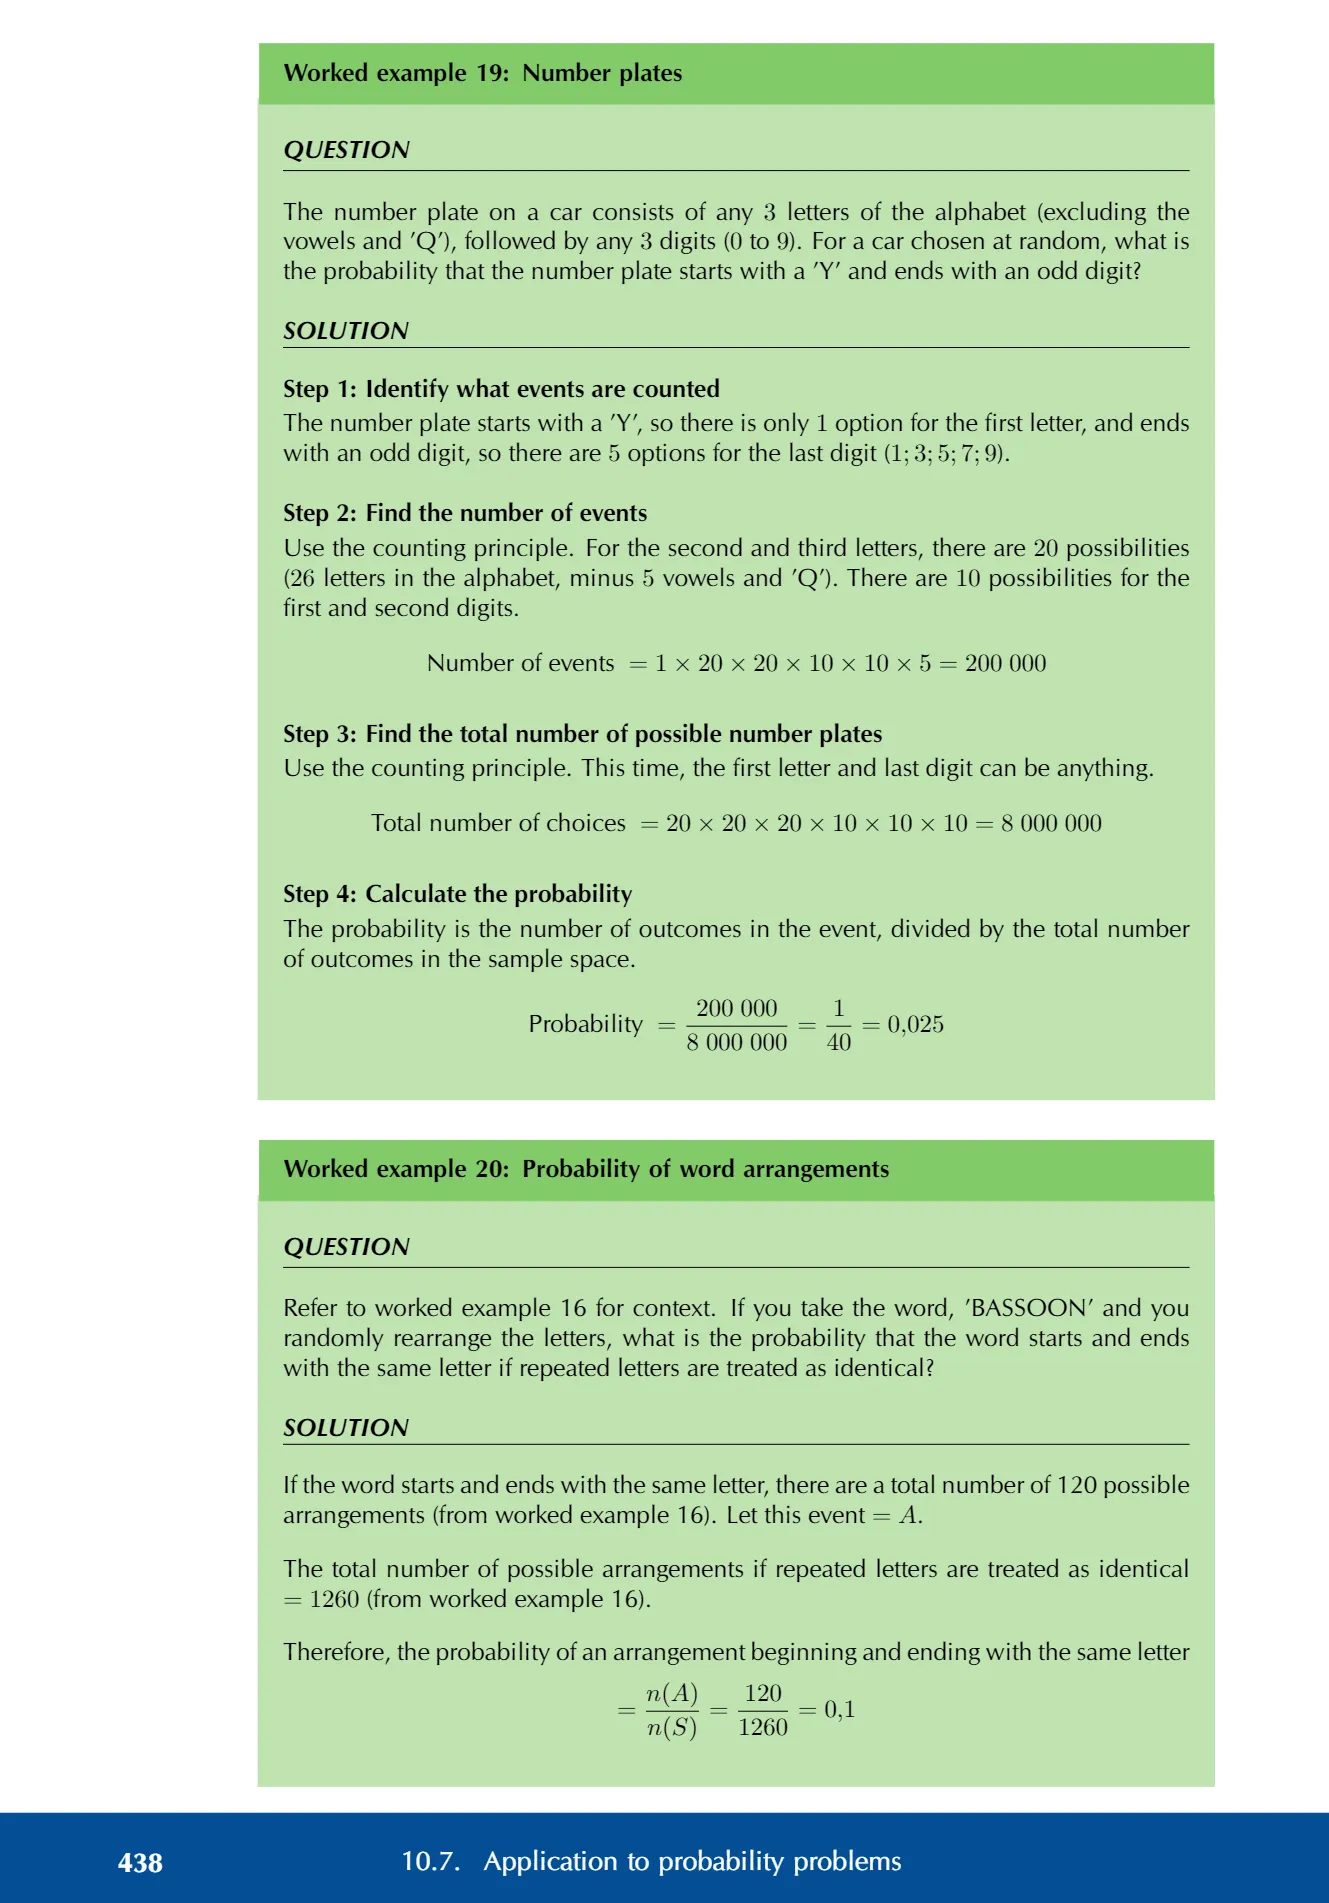 Worked example 19: Number plates
QUESTION
The number plate on a car consists of any 3 letters of the alphabet (excluding the
vowels and ’Q’), followed by any 3 digits (0 to 9). For a car chosen at random, what is
the probability that the number plate starts with a ’Y’ and ends with an odd digit?
SOLUTION
Step 1: Identify what events are counted
The number plate starts with a ’Y’, so there is only 1 option for the first letter, and ends
with an odd digit, so there are 5 options for the last digit (1; 3; 5; 7; 9).
Step 2: Find the number of events
Use the counting principle. For the second and third letters, there are 20 possibilities
(26 letters in the alphabet, minus 5 vowels and ’Q’). There are 10 possibilities for the
first and second digits.
Number of events = 1 × 20 × 20 × 10 × 10 × 5 = 200 000
Step 3: Find the total number of possible number plates
Use the counting principle. This time, the first letter and last digit can be anything.
Total number of choices = 20 × 20 × 20 × 10 × 10 × 10 = 8 000 000
Step 4: Calculate the probability
The probability is the number of outcomes in the event, divided by the total number
of outcomes in the sample space.
Probability = 200 000 / 8 000 000 = 1 / 40 = 0,025
Worked example 20: Probability of word arrangements
QUESTION
Refer to worked example 16 for context. If you take the word, ’BASSOON’ and you
randomly rearrange the letters, what is the probability that the word starts and ends
with the same letter if repeated letters are treated as identical?
SOLUTION
If the word starts and ends with the same letter, there are a total number of 120 possible
arrangements (from worked example 16). Let this event = A.
The total number of possible arrangements if repeated letters are treated as identical
= 1260 (from worked example 16).
Therefore, the probability of an arrangement beginning and ending with the same letter
= n(A) / n(S) = 120 / 1260 = 0,1
438 10.7. Application to probability problems